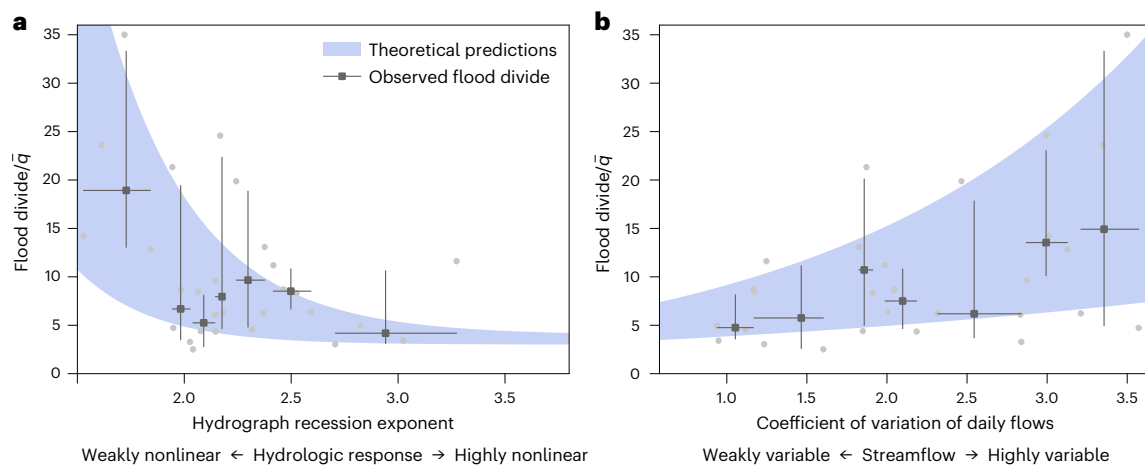 a
35
30
25
20
15
10
5
0
Flood divide/q̄
Theoretical predictions
Observed flood divide
2.0 2.5 3.0 3.5
Hydrograph recession exponent
Weakly nonlinear ← Hydrologic response → Highly nonlinear
b
35
30
25
20
15
10
5
0
Flood divide/q̄
1.0 1.5 2.0 2.5 3.0 3.5
Coefficient of variation of daily flows
Weakly variable ← Streamflow → Highly variable